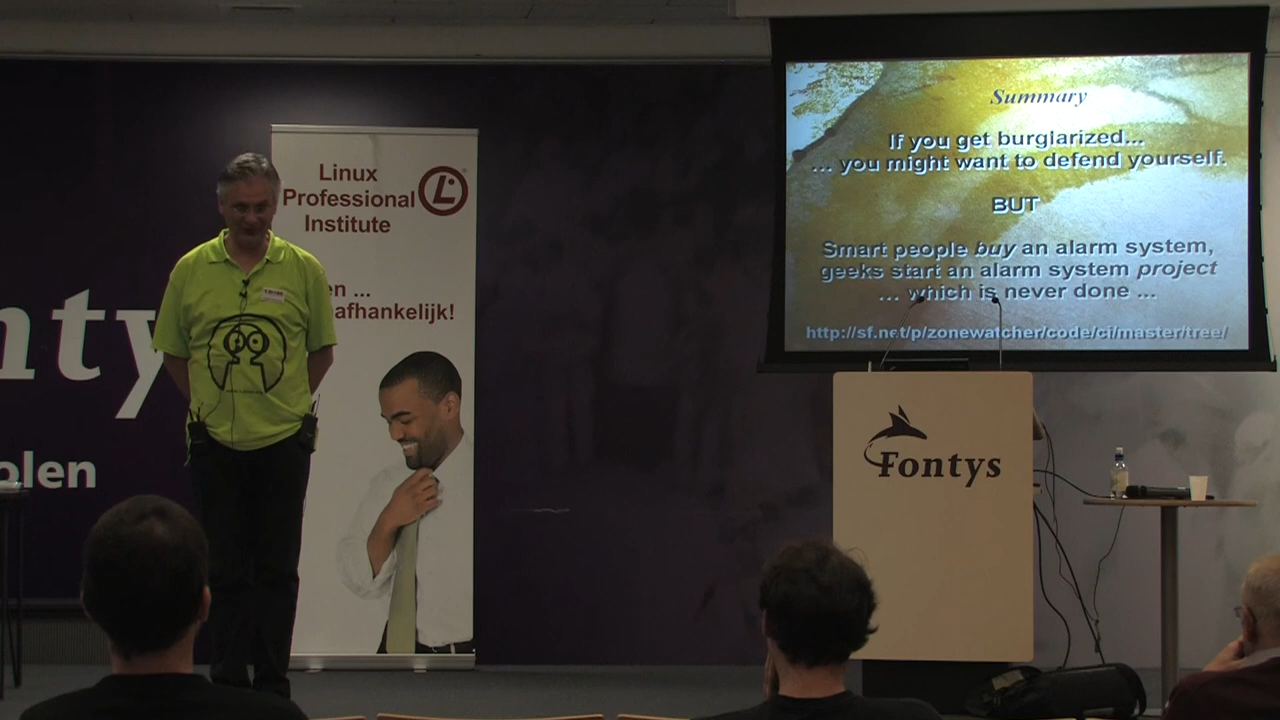 Summary
If you get burglarized...
... you might want to defend yourself.
BUT
Smart people buy an alarm system,
geeks start an alarm system project
... which is never done ...
http://sf.net/p/zonewatcher/code/ci/master/tree/
Linux
Professional
Institute
en ...
afhankelijk!
nty
olen
Fontys